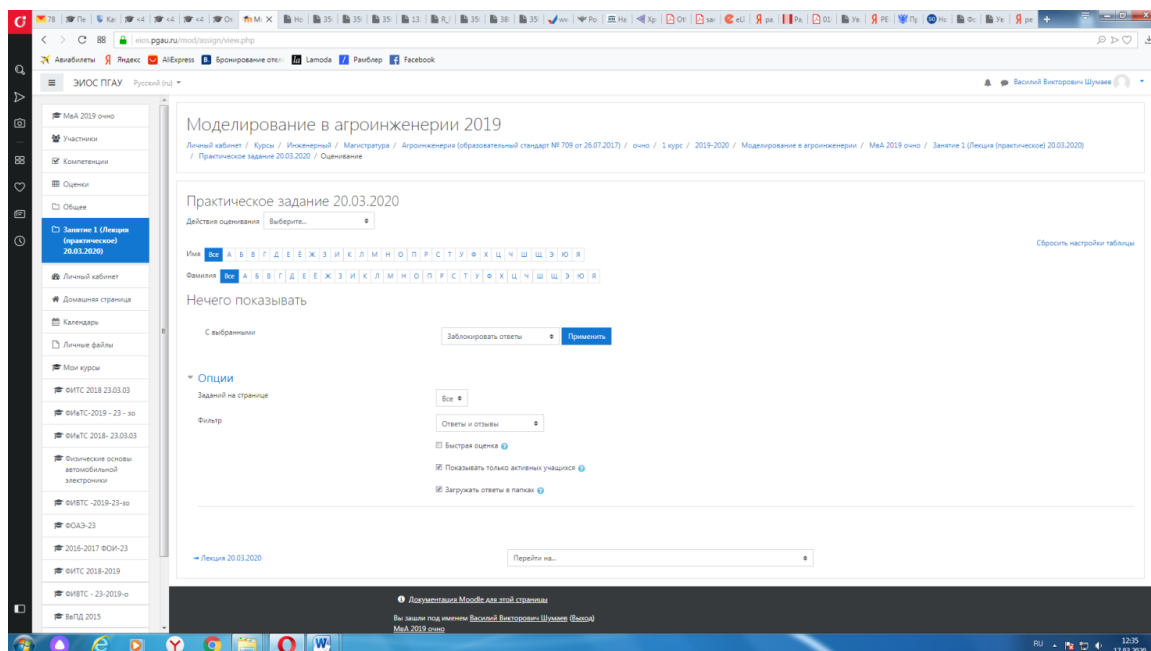 eios.pgau.ru/mod/assign/view.php
Авиабилеты Яндекс AliExpress Бронирование отел Lamoda Рамблер Facebook
ЭИОС ПГАУ Русский (ru)
Василий Викторович Шумаев
МвА 2019 очно
Участники
Компетенции
Оценки
Общее
Занятие 1 (Лекция
(практическое)
20.03.2020)
Личный кабинет
Домашняя страница
Календарь
Личные файлы
Мои курсы
ФИТС 2018 23.03.03
ФИвТС-2019 - 23 - зо
ФИвТС 2018- 23.03.03
Физические основы
автомобильной
электроники
ФИВТС -2019-23-зо
ФОАЭ-23
2016-2017 ФОИ-23
ФИТС 2018-2019
ФИВТС - 23-2019-о
ВвПД 2015
Моделирование в агроинженерии 2019
Личный кабинет / Курсы / Инженерный / Магистратура / Агроинженерия (образовательный стандарт № 709 от 26.07.2017) / очно / 1 курс / 2019-2020 / Моделирование в агроинженерии / МвА 2019 очно / Занятие 1 (Лекция (практическое) 20.03.2020)
/ Практическое задание 20.03.2020 / Оценивание
Практическое задание 20.03.2020
Действия оценивания Выберите...
Сбросить настройки таблицы
Имя Все А Б В Г Д Е Ё Ж З И К Л М Н О П Р С Т У Ф Х Ц Ч Ш Щ Э Ю Я
Фамилия Все А Б В Г Д Е Ё Ж З И К Л М Н О П Р С Т У Ф Х Ц Ч Ш Щ Э Ю Я
Нечего показывать
С выбранными Заблокировать ответы Применить
Опции
Заданий на странице Все
Фильтр Ответы и отзывы
Быстрая оценка
Показывать только активных учащихся
Загружать ответы в папках
Лекция 20.03.2020 Перейти на...
Документация Moodle для этой страницы
Вы зашли под именем Василий Викторович Шумаев (Выход)
МвА 2019 очно
RU 12:35
17.03.2020